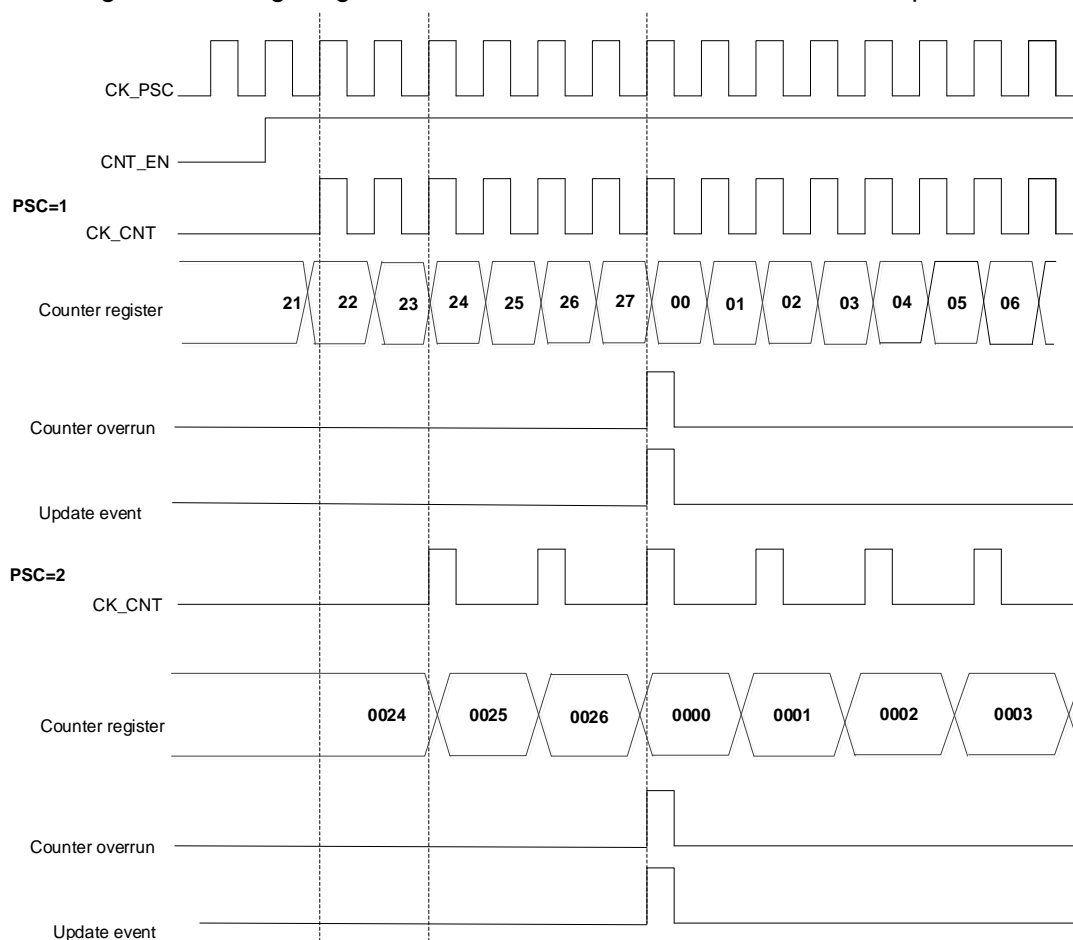 CK_PSC
CNT_EN
PSC=1
CK_CNT
Counter register 21 22 23 24 25 26 27 00 01 02 03 04 05 06
Counter overrun
Update event
PSC=2
CK_CNT
Counter register 0024 0025 0026 0000 0001 0002 0003
Counter overrun
Update event